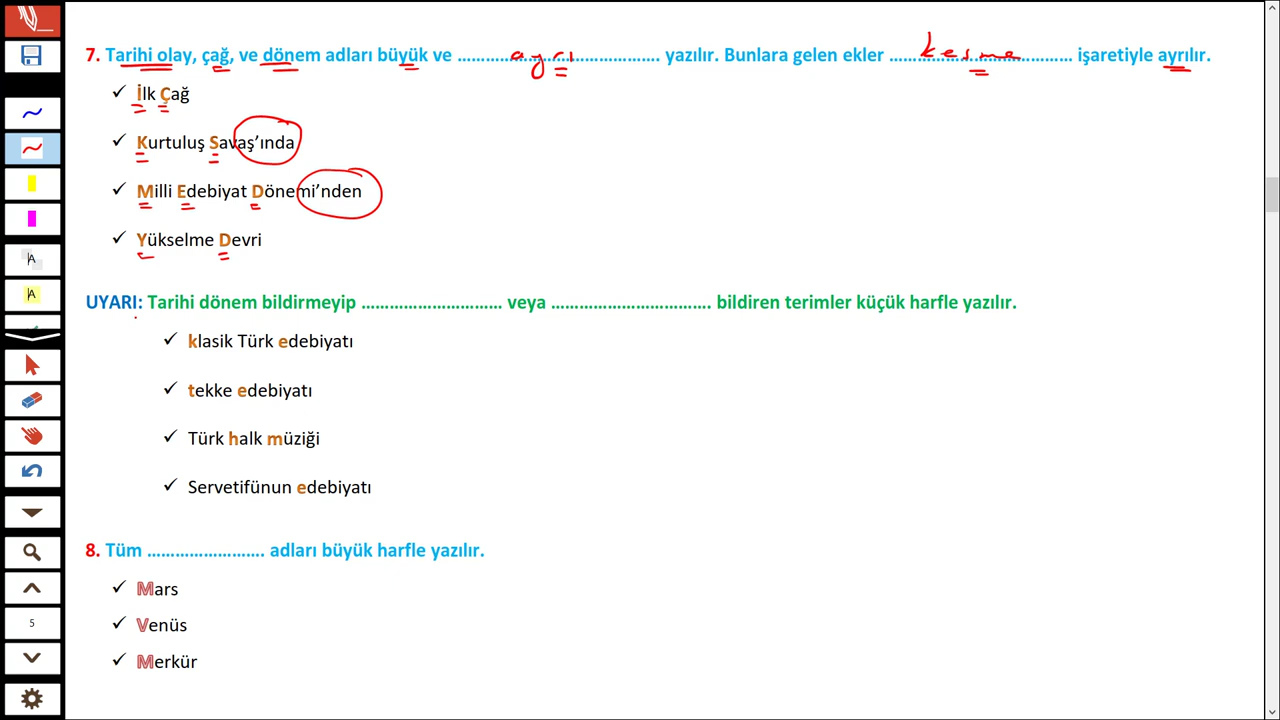 7. Tarihi olay, çağ, ve dönem adları büyük ve ………ayrı……… yazılır. Bunlara gelen ekler ………kesme……… işaretiyle ayrılır.
✓ İlk Çağ
✓ Kurtuluş Savaş’ında
✓ Milli Edebiyat Dönemi’nden
✓ Yükselme Devri
UYARI: Tarihi dönem bildirmeyip ………………………… veya ……………………………. bildiren terimler küçük harfle yazılır.
✓ klasik Türk edebiyatı
✓ tekke edebiyatı
✓ Türk halk müziği
✓ Servetifünun edebiyatı
8. Tüm ……………………. adları büyük harfle yazılır.
✓ Mars
✓ Venüs
✓ Merkür
A
A
5